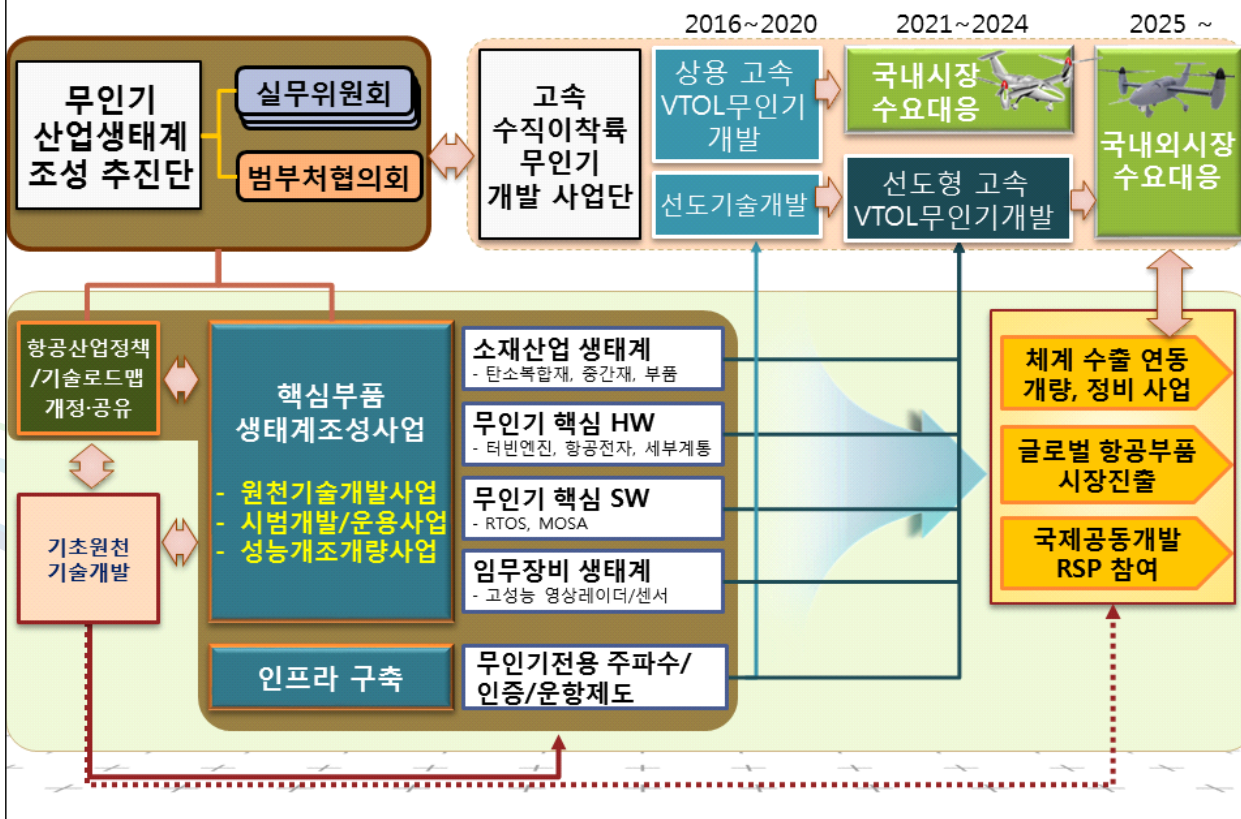 2016~2020
2021~2024
2025 ~
무인기
산업생태계
조성 추진단
실무위원회
범부처협의회
고속
수직이착륙
무인기
개발 사업단
상용 고속
VTOL무인기
개발
선도기술개발
국내시장
수요대응
선도형 고속
VTOL무인기개발
국내외시장
수요대응
항공산업정책
/기술로드맵
개정·공유
기초원천
기술개발
핵심부품
생태계조성사업
- 원천기술개발사업
- 시범개발/운용사업
- 성능개조개량사업
인프라 구축
소재산업 생태계
- 탄소복합재, 중간재, 부품
무인기 핵심 HW
- 터빈엔진, 항공전자, 세부계통
무인기 핵심 SW
- RTOS, MOSA
임무장비 생태계
- 고성능 영상레이더/센서
무인기전용 주파수/
인증/운항제도
체계 수출 연동
개량, 정비 사업
글로벌 항공부품
시장진출
국제공동개발
RSP 참여